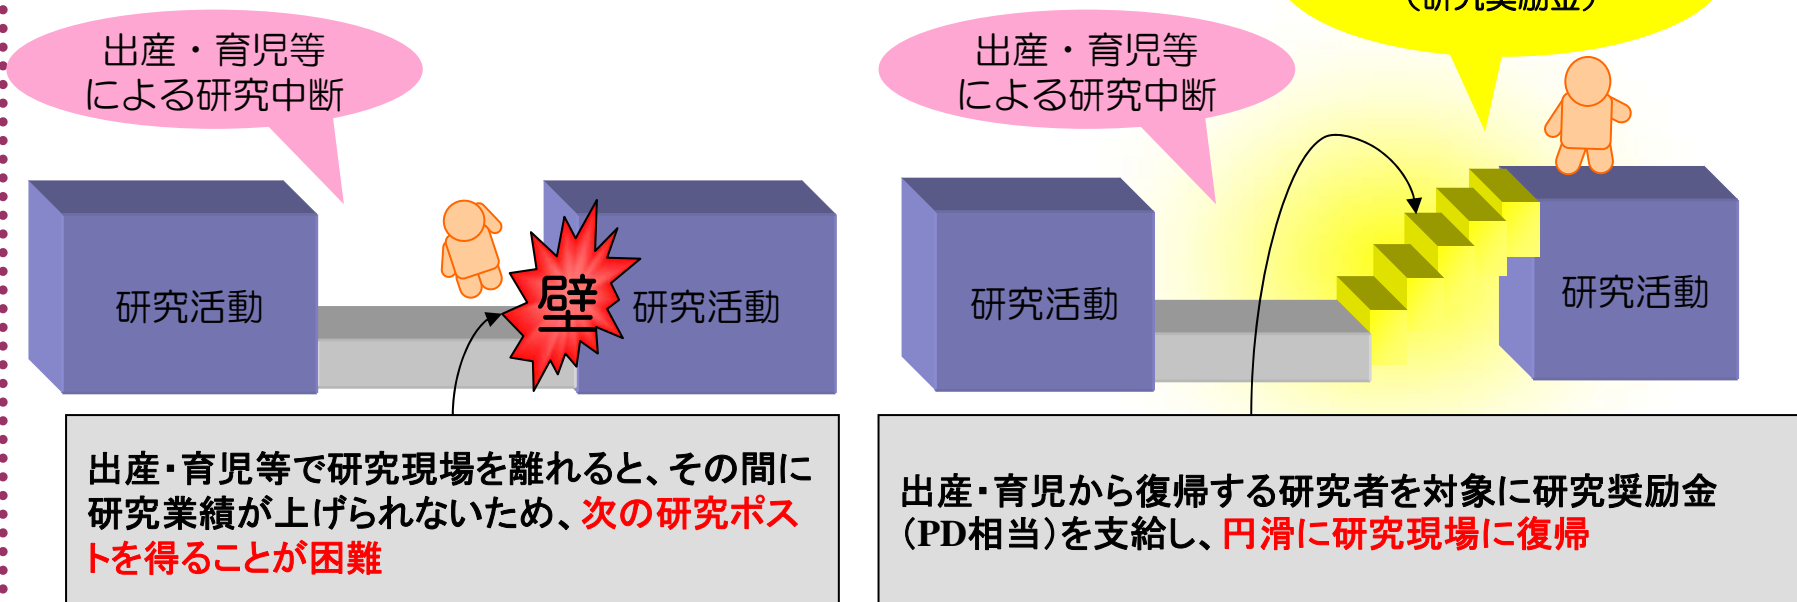 出産・育児等
による研究中断
研究活動
壁
研究活動
出産・育児等で研究現場を離れると、その間に
研究業績が上げられないため、次の研究ポス
トを得ることが困難
(研究奨励金)
出産・育児等
による研究中断
研究活動
研究活動
出産・育児から復帰する研究者を対象に研究奨励金
(PD相当)を支給し、円滑に研究現場に復帰